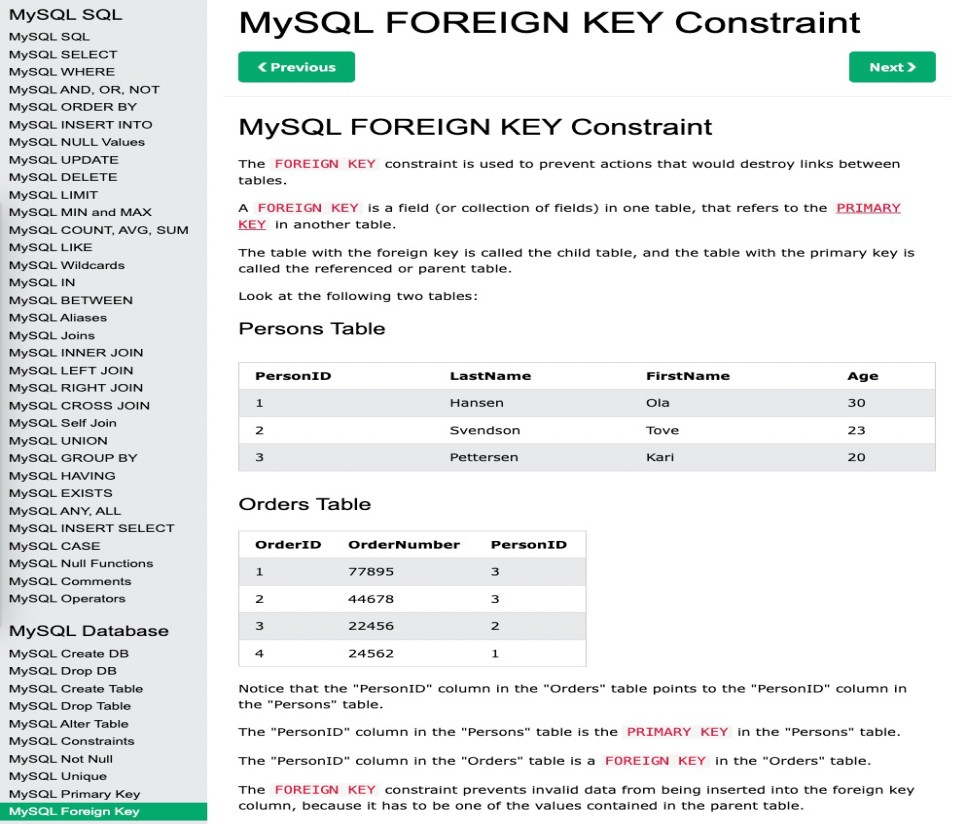 MySQL SQL
MySQL SQL
MySQL SELECT
MySQL WHERE
MySQL AND, OR, NOT
MySQL ORDER BY
MySQL INSERT INTO
MySQL NULL Values
MySQL UPDATE
MySQL DELETE
MySQL LIMIT
MySQL MIN and MAX
MySQL COUNT, AVG, SUM
MySQL LIKE
MySQL Wildcards
MySQL IN
MySQL BETWEEN
MySQL Aliases
MySQL Joins
MySQL INNER JOIN
MySQL LEFT JOIN
MySQL RIGHT JOIN
MySQL CROSS JOIN
MySQL Self Join
MySQL UNION
MySQL GROUP BY
MySQL HAVING
MySQL EXISTS
MySQL ANY, ALL
MySQL INSERT SELECT
MySQL CASE
MySQL Null Functions
MySQL Comments
MySQL Operators
MySQL Database
MySQL Create DB
MySQL Drop DB
MySQL Create Table
MySQL Drop Table
MySQL Alter Table
MySQL Constraints
MySQL Not Null
MySQL Unique
MySQL Primary Key
MySQL Foreign Key
MySQL FOREIGN KEY Constraint
❮ Previous
Next ❯
MySQL FOREIGN KEY Constraint
The FOREIGN KEY constraint is used to prevent actions that would destroy links between
tables.
A FOREIGN KEY is a field (or collection of fields) in one table, that refers to the PRIMARY
KEY in another table.
The table with the foreign key is called the child table, and the table with the primary key is
called the referenced or parent table.
Look at the following two tables:
Persons Table
PersonID LastName FirstName Age
1 Hansen Ola 30
2 Svendson Tove 23
3 Pettersen Kari 20
Orders Table
OrderID OrderNumber PersonID
1 77895 3
2 44678 3
3 22456 2
4 24562 1
Notice that the "PersonID" column in the "Orders" table points to the "PersonID" column in
the "Persons" table.
The "PersonID" column in the "Persons" table is the PRIMARY KEY in the "Persons" table.
The "PersonID" column in the "Orders" table is a FOREIGN KEY in the "Orders" table.
The FOREIGN KEY constraint prevents invalid data from being inserted into the foreign key
column, because it has to be one of the values contained in the parent table.